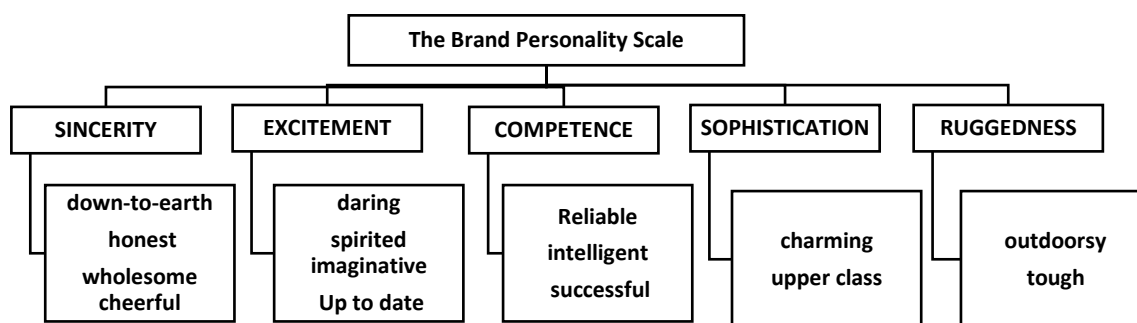 The Brand Personality Scale
SINCERITY
down-to-earth
honest
wholesome
cheerful
EXCITEMENT
daring
spirited
imaginative
Up to date
COMPETENCE
Reliable
intelligent
successful
SOPHISTICATION
charming
upper class
RUGGEDNESS
outdoorsy
tough